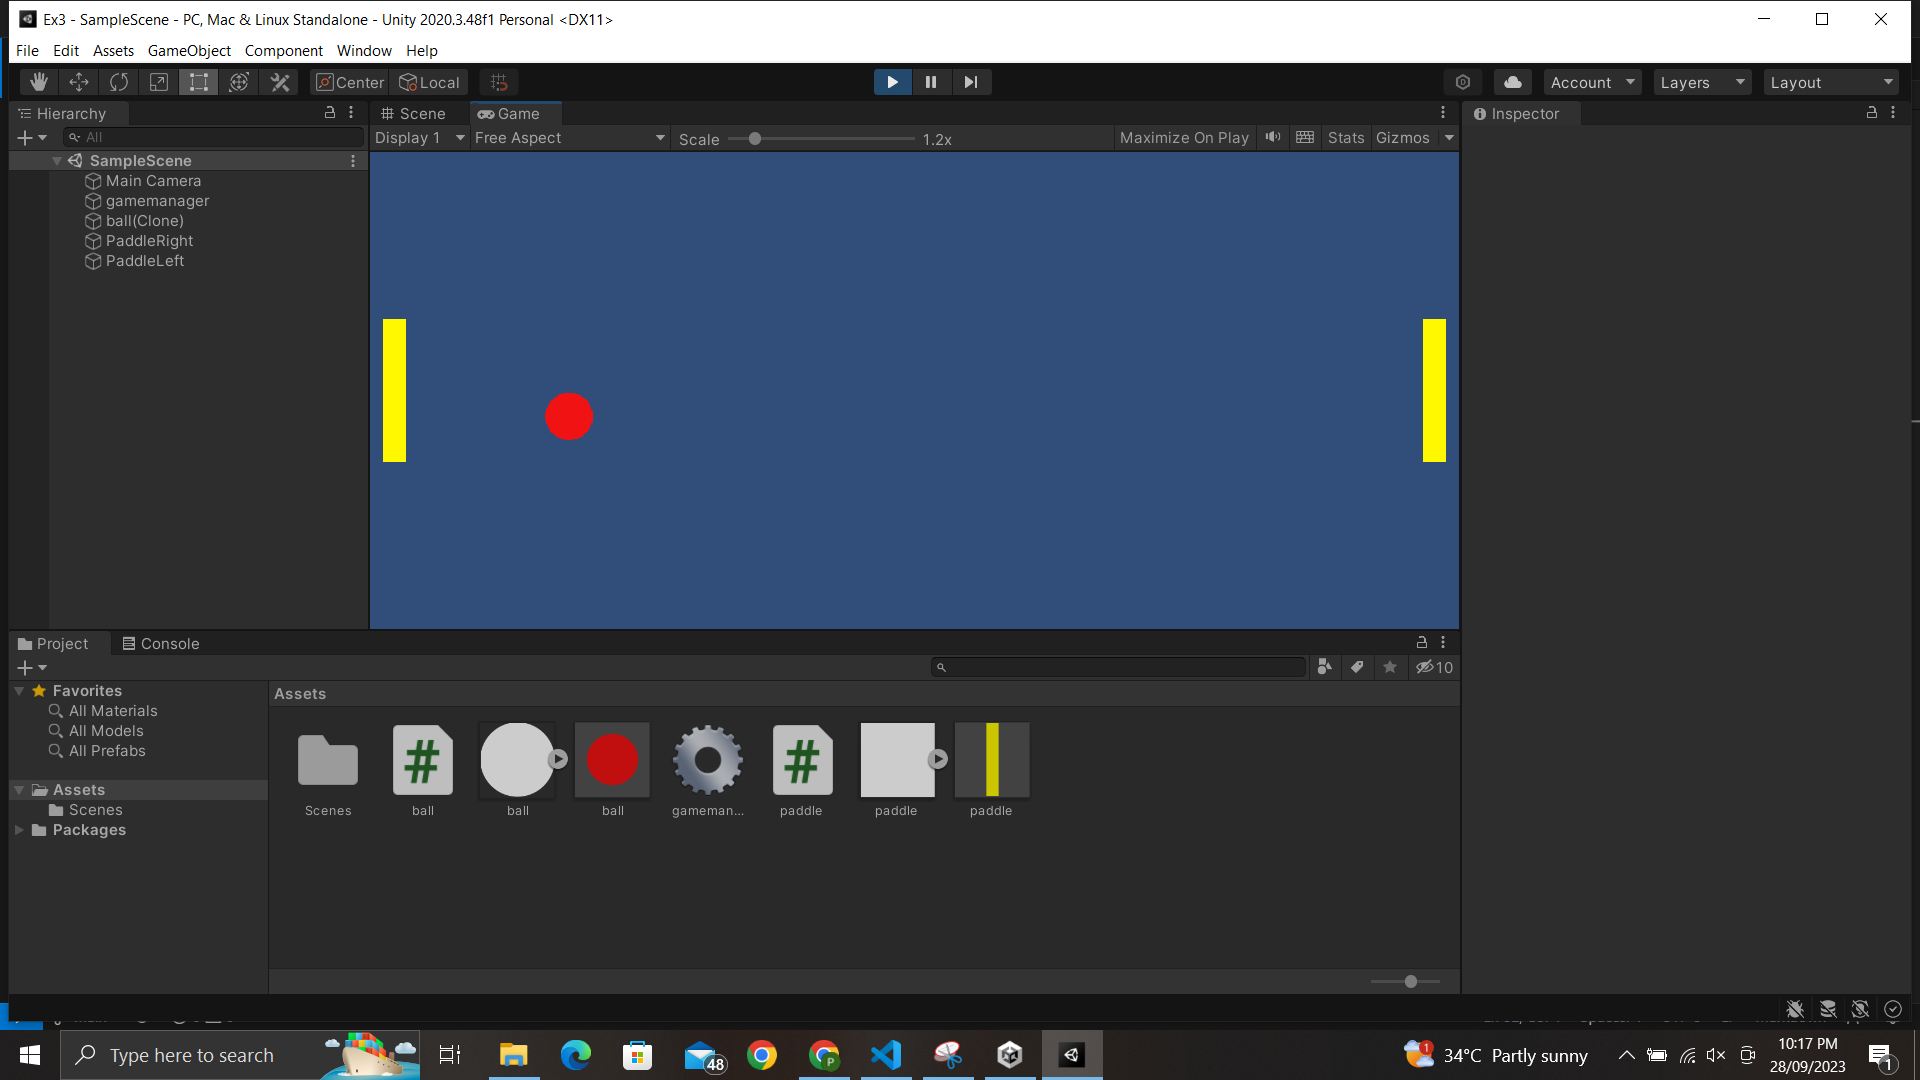 Ex3 - SampleScene - PC, Mac & Linux Standalone - Unity 2020.3.48f1 Personal <DX11>
File Edit Assets GameObject Component Window Help
Center Local Account Layers Layout
Hierarchy Scene Game Inspector
All Display 1 Free Aspect Scale 1.2x Maximize On Play Stats Gizmos
SampleScene
Main Camera
gamemanager
ball(Clone)
PaddleRight
PaddleLeft
Project Console
10
Favorites Assets
All Materials
All Models
All Prefabs
Assets
Scenes
Packages
Scenes ball ball ball gameman... paddle paddle paddle
Type here to search 48 1 34°C Partly sunny 10:17 PM
28/09/2023 1